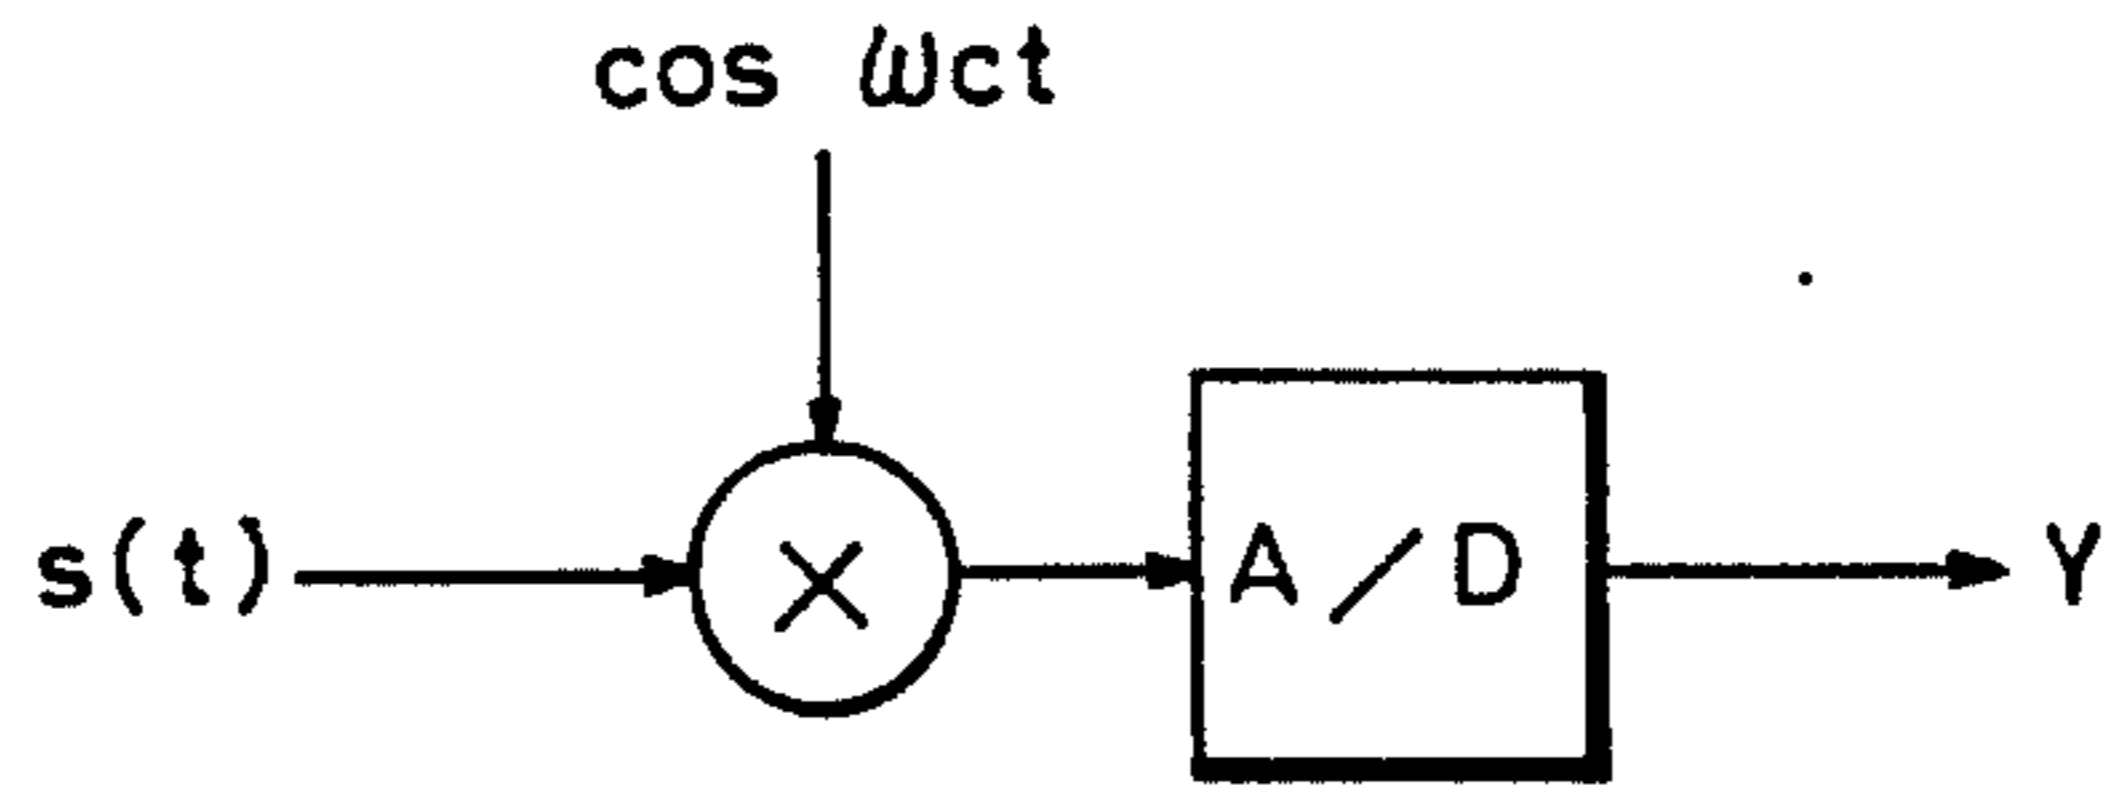 cos ωct
s(t)
×
A/D
Y